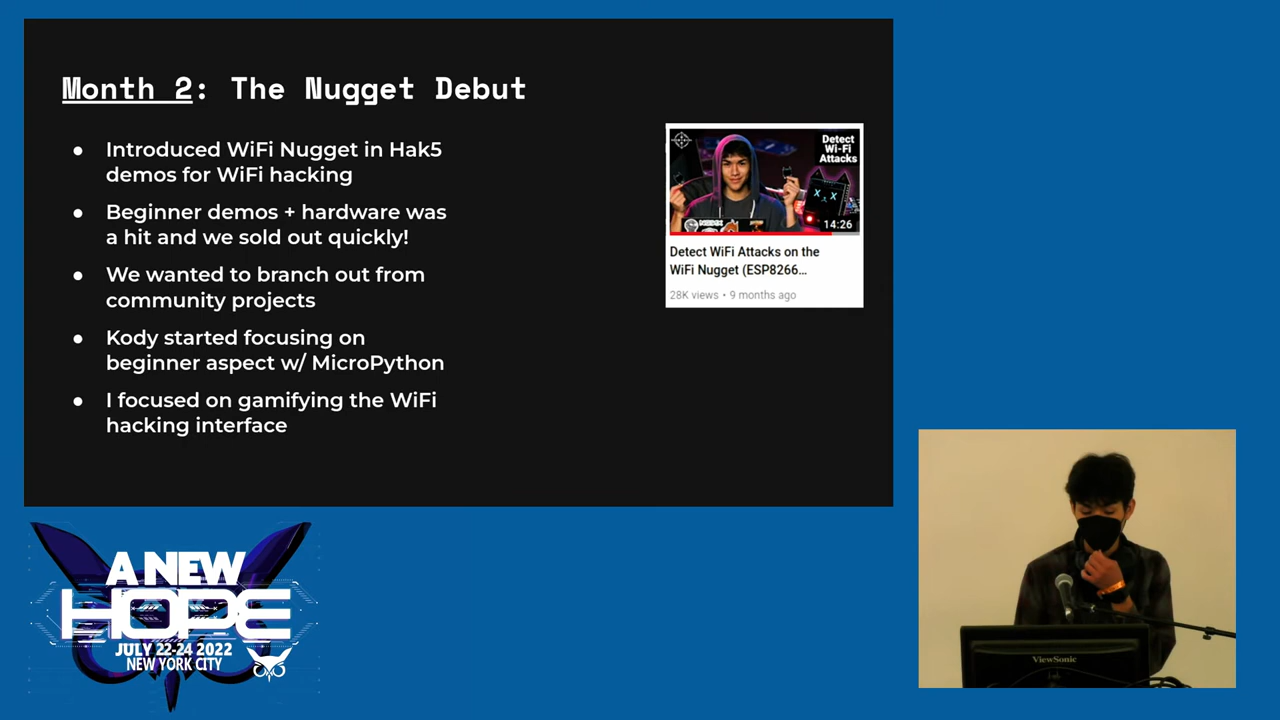 Month 2: The Nugget Debut
● Introduced WiFi Nugget in Hak5
demos for WiFi hacking
● Beginner demos + hardware was
a hit and we sold out quickly!
● We wanted to branch out from
community projects
● Kody started focusing on
beginner aspect w/ MicroPython
● I focused on gamifying the WiFi
hacking interface
Detect
Wi-Fi
Attacks
14:26
Detect WiFi Attacks on the
WiFi Nugget (ESP8266...
28K views • 9 months ago
A NEW
HOPE
JULY 22-24 2022
NEW YORK CITY
ViewSonic